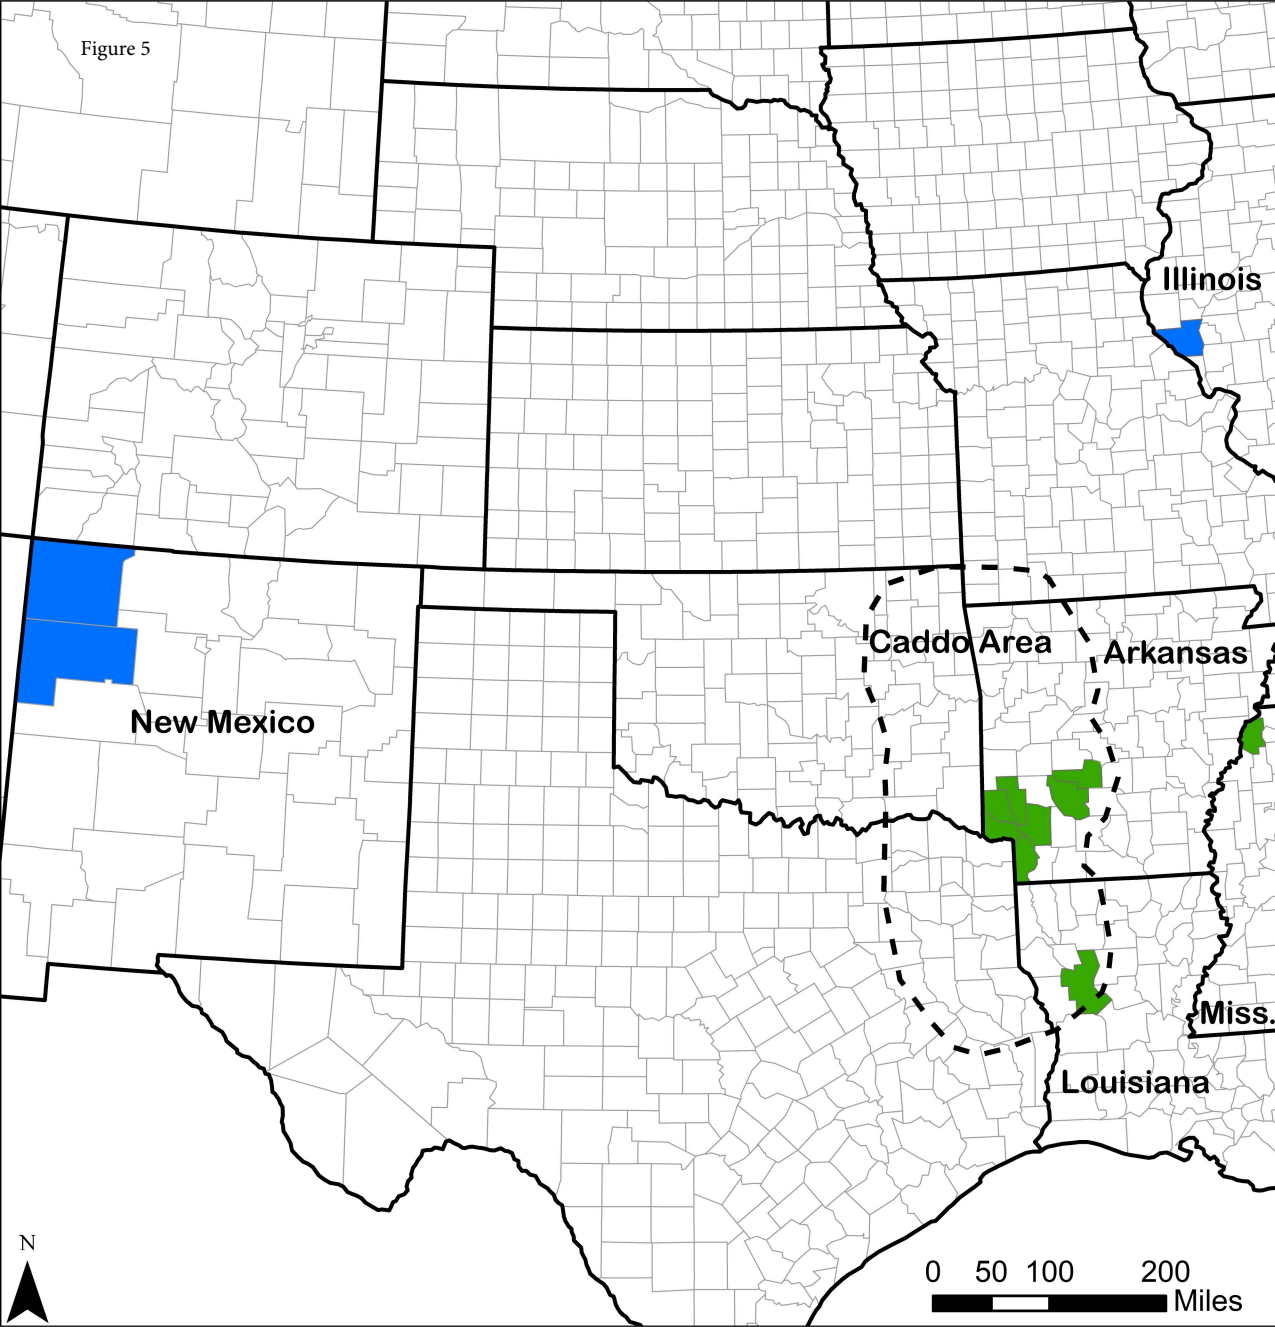 Figure 5
Illinois
Caddo Area
Arkansas
New Mexico
Miss.
Louisiana
N
0 50 100 200
Miles